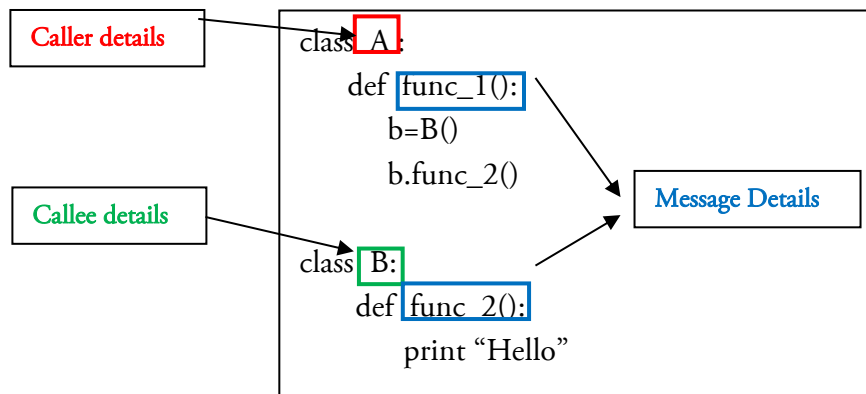 Caller details
class A:
def func_1():
b=B()
b.func_2()
Message Details
Callee details
class B:
def func_2():
print “Hello”